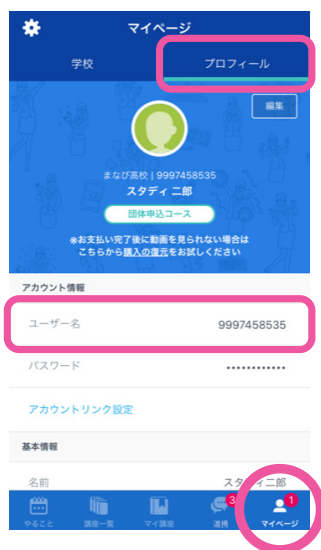 マイページ
学校 プロフィール
編集
まなび高校 | 9997458535
スタディ 二郎
団体申込コース
※お支払い完了後に動画を見られない場合は
こちらから購入の復元をお試しください
アカウント情報
ユーザー名 9997458535
パスワード ••••••••••••
アカウントリンク設定
基本情報
名前 スタディ二郎
3 1
やること 講座一覧 マイ講座 連携 マイページ